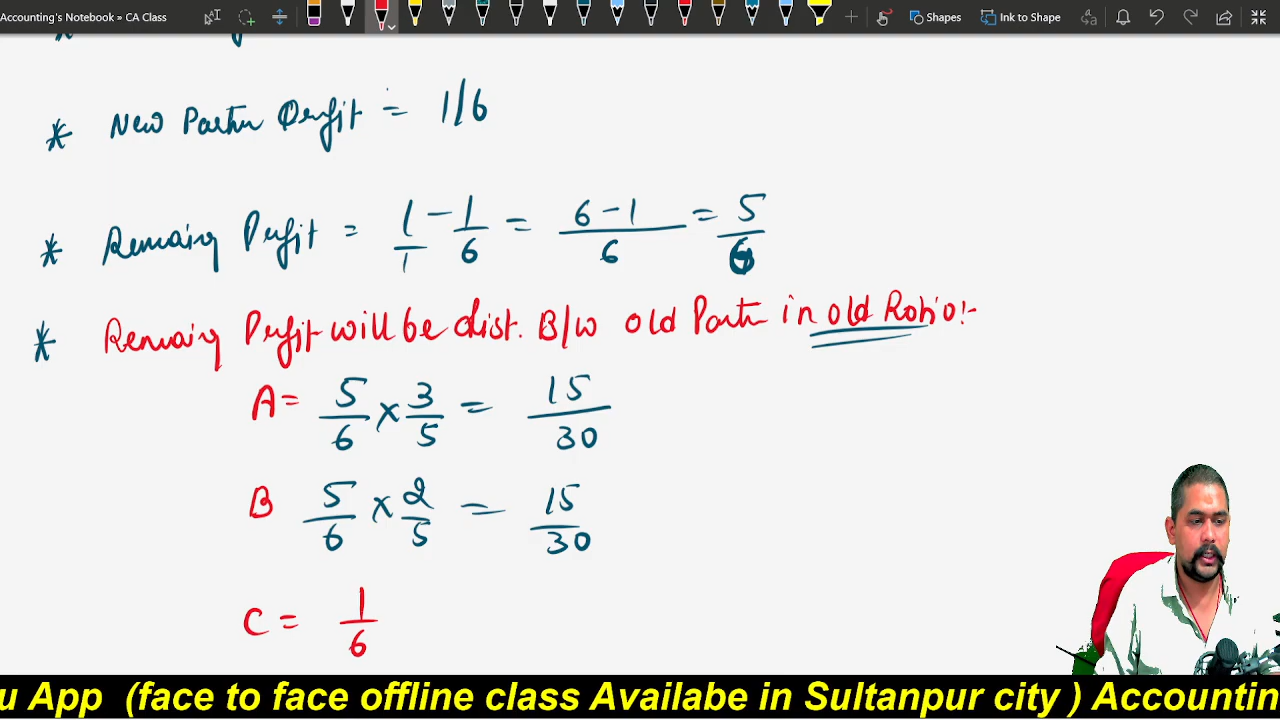 Accounting's Notebook » CA Class
Shapes
Ink to Shape
* New Partnr Profit = 1/6
* Remaing Profit = 1/1 - 1/6 = 6-1/6 = 5/6
* Remaing Profit will be dist. B/w old Partn in old Ratio:-
A = 5/6 × 3/5 = 15/30
B 5/6 × 2/5 = 15/30
C = 1/6
u App (face to face offline class Availabe in Sultanpur city ) Accountin